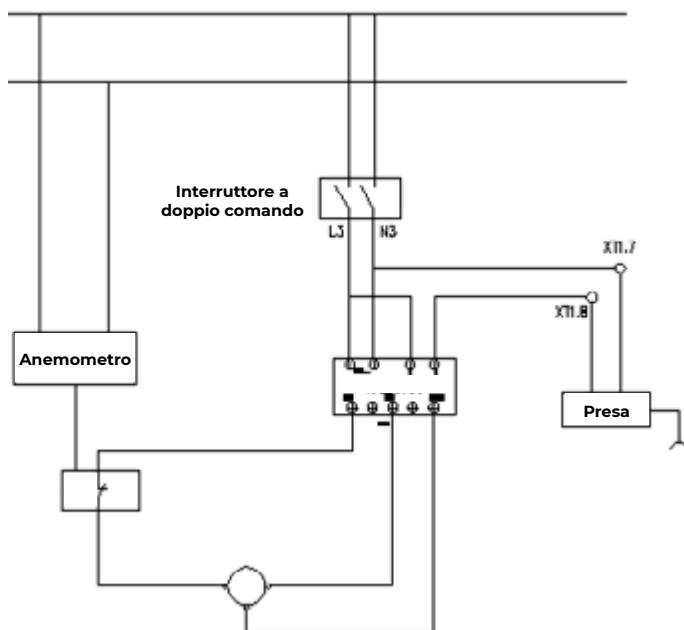 Interruttore a
doppio comando
L3
N3
XT1.7
XT1.8
Anemometro
Presa